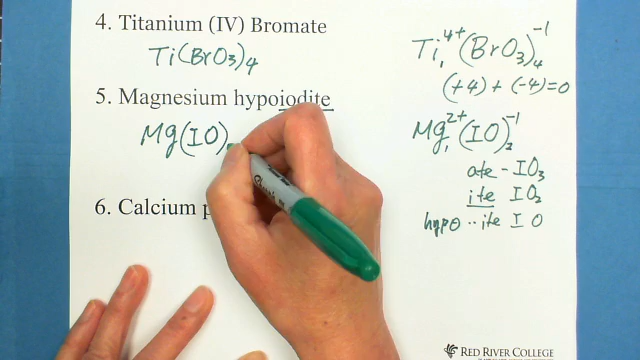 4. Titanium (IV) Bromate
Ti(BrO3)4
5. Magnesium hypoiodite
Mg(IO)
6. Calcium p
Ti1 4+ (BrO3)4 -1
(+4) + (-4) = 0
Mg1 2+ (IO)2 -1
ate - IO3
ite IO2
hypo ..ite IO
RED RIVER COLLEGE